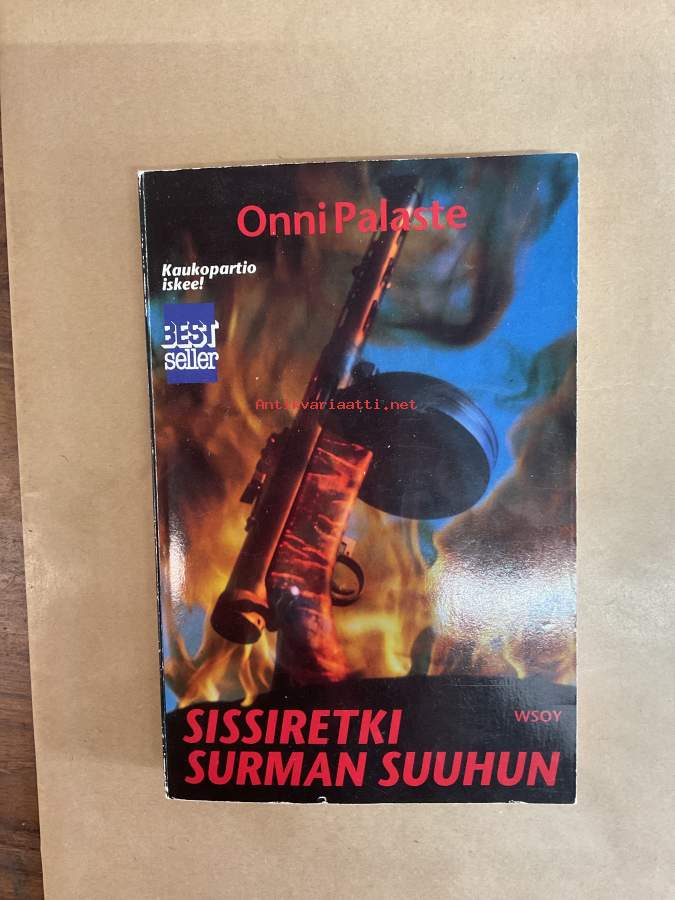 Onni Palaste
Kaukopartio
iskee!
BEST
seller
Antikvariaatti.net
SISSIRETKI
WSOY
SURMAN SUUHUN